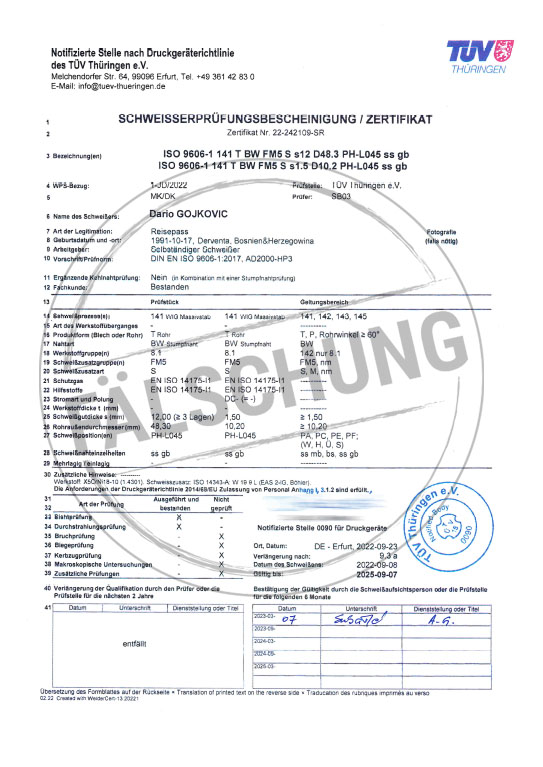 Notifizierte Stelle nach Druckgeräterichtlinie
des TÜV Thüringen e.V.
Melchendorfer Str. 64, 99096 Erfurt, Tel. +49 361 42 83 0
E-Mail: info@tuev-thueringen.de
TÜV
THÜRINGEN
1 SCHWEISSERPRÜFUNGSBESCHEINIGUNG / ZERTIFIKAT
2 Zertifikat Nr. 22-242109-SR
3 Bezeichnung(en) ISO 9606-1 141 T BW FM5 S s12 D48.3 PH-L045 ss gb
ISO 9606-1 141 T BW FM5 S s1.5 D10.2 PH-L045 ss gb
4 WPS-Bezug: 1-JD/2022 Prüfstelle: TÜV Thüringen e.V.
5 MK/DK Prüfer: SB03
6 Name des Schweißers: Dario GOJKOVIC
7 Art der Legitimation: Reisepass Fotografie
8 Geburtsdatum und -ort: 1991-10-17, Derventa, Bosnien&Herzegowina (falls nötig)
9 Arbeitgeber: Selbständiger Schweißer
10 Vorschrift/Prüfnorm: DIN EN ISO 9606-1:2017, AD2000-HP3
11 Ergänzende Kehlnahtprüfung: Nein (in Kombination mit einer Stumpfnahtprüfung)
12 Fachkunde: Bestanden
13 Prüfstück Geltungsbereich
14 Schweißprozess(e): 141 WIG Massivstab 141 WIG Massivstab 141, 142, 143, 145
15 Art des Werkstoffüberganges - - ----------
16 Produktform (Blech oder Rohr) T Rohr T Rohr T, P, Rohrwinkel ≥ 60°
17 Nahtart BW Stumpfnaht BW Stumpfnaht BW
18 Werkstoffgruppe(n) 8.1 8.1 142 nur 8.1
19 Schweißzusatzgruppe(n) FM5 FM5 FM5, nm
20 Schweißzusatz S S S, M, nm
21 Schutzgas EN ISO 14175-I1 EN ISO 14175-I1 ----------
22 Hilfsstoffe EN ISO 14175-I1 EN ISO 14175-I1 ----------
23 Stromart und Polung - DC- (= -) ----------
24 Werkstoffdicke t (mm) - - ----------
25 Schweißgutdicke s (mm) 12,00 (≥ 3 Lagen) 1,50 ≥ 1,50
26 Rohraußendurchmesser (mm) 48,30 10,20 ≥ 10,20
27 Schweißposition(en) PH-L045 PH-L045 PA, PC, PE, PF;
(W, H, Ü, S)
28 Schweißnahteinzelheiten ss gb ss gb ss mb, bs, ss gb
29 Mehrlagig / einlagig - - ----------
30 Zusätzliche Hinweise: ----------
Werkstoff X5CrNi18-10 (1.4301). Schweisszusatz: ISO 14343-A: W 19 9 L (EAS 2-IG, Böhler).
Die Anforderungen der Druckgeräterichtlinie 2014/68/EU Zulassung von Personal Anhang I, 3.1.2 sind erfüllt.
31 Art der Prüfung Ausgeführt und Nicht
32 bestanden geprüft
33 Sichtprüfung X -
34 Durchstrahlungsprüfung X - Notifizierte Stelle 0090 für Druckgeräte
35 Bruchprüfung - X
36 Biegeprüfung - X Ort, Datum: DE - Erfurt, 2022-09-23
37 Kerbzugprüfung - X Verlängerung nach: 9.3 a
38 Makroskopische Untersuchungen - X Datum des Schweißens: 2022-09-08
39 Zusätzliche Prüfungen - X Gültig bis: 2025-09-07
TÜV Thüringen e.V.
Notified Body
0090
40 Verlängerung der Qualifikation durch den Prüfer oder die
Prüfstelle für die nächsten 2 Jahre
Bestätigung der Gültigkeit durch die Schweißaufsichtsperson oder die Prüfstelle
für die folgenden 6 Monate
41 Datum Unterschrift Dienststellung oder Titel
entfällt
Datum Unterschrift Dienststellung oder Titel
2023-03- 07 A-G.
2023-09-
2024-03-
2024-09-
2025-03-
Übersetzung des Formblattes auf der Rückseite × Translation of printed text on the reverse side × Traducation des rubriques imprimés au verso
02.22 Created with WelderCert-13.20221
FÄLSCHUNG